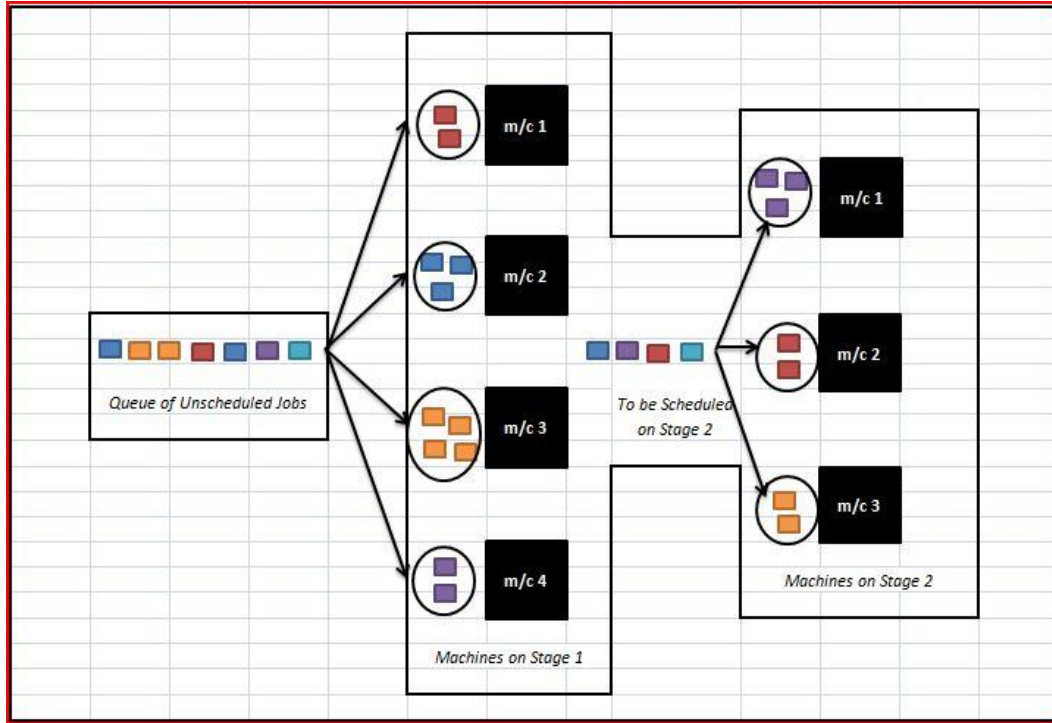 m/c 1
m/c 2
m/c 3
m/c 4
Machines on Stage 1
Queue of Unscheduled Jobs
To be Scheduled
on Stage 2
m/c 1
m/c 2
m/c 3
Machines on Stage 2